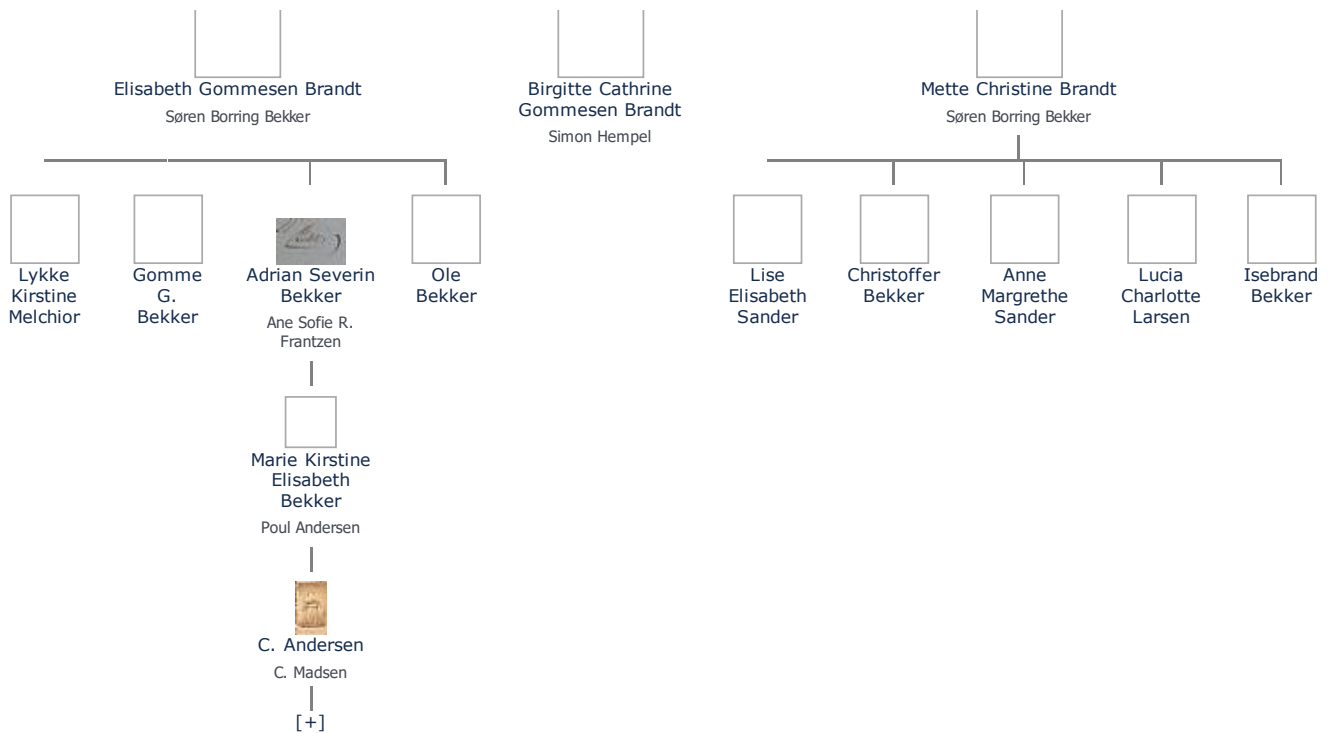 Elisabeth Gommesen Brandt
Søren Borring Bekker
Birgitte Cathrine
Gommesen Brandt
Simon Hempel
Mette Christine Brandt
Søren Borring Bekker
Lykke
Kirstine
Melchior
Gomme
G.
Bekker
Adrian Severin
Bekker
Ane Sofie R.
Frantzen
Ole
Bekker
Lise
Elisabeth
Sander
Christoffer
Bekker
Anne
Margrethe
Sander
Lucia
Charlotte
Larsen
Isebrand
Bekker
Marie Kirstine
Elisabeth
Bekker
Poul Andersen
C. Andersen
C. Madsen
[+]